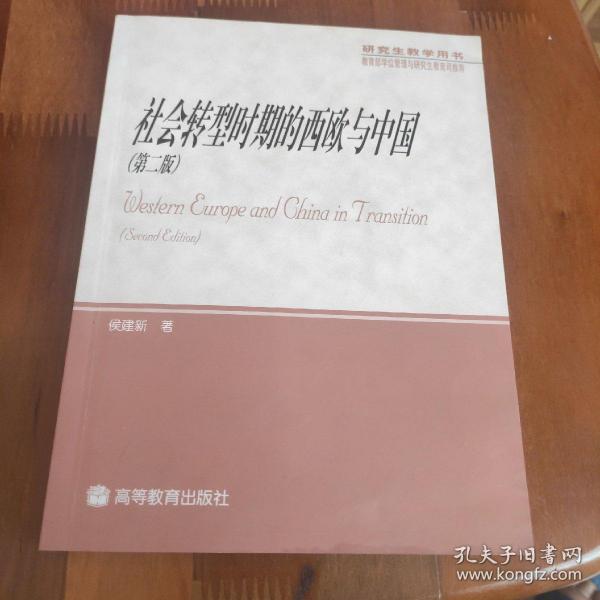 研究生教学用书
教育部学位管理与研究生教育司推荐
社会转型时期的西欧与中国
(第二版)
Western Europe and China in Transition
(Second Edition)
侯建新 著
高等教育出版社
孔夫子旧书网
www.kongfz.com